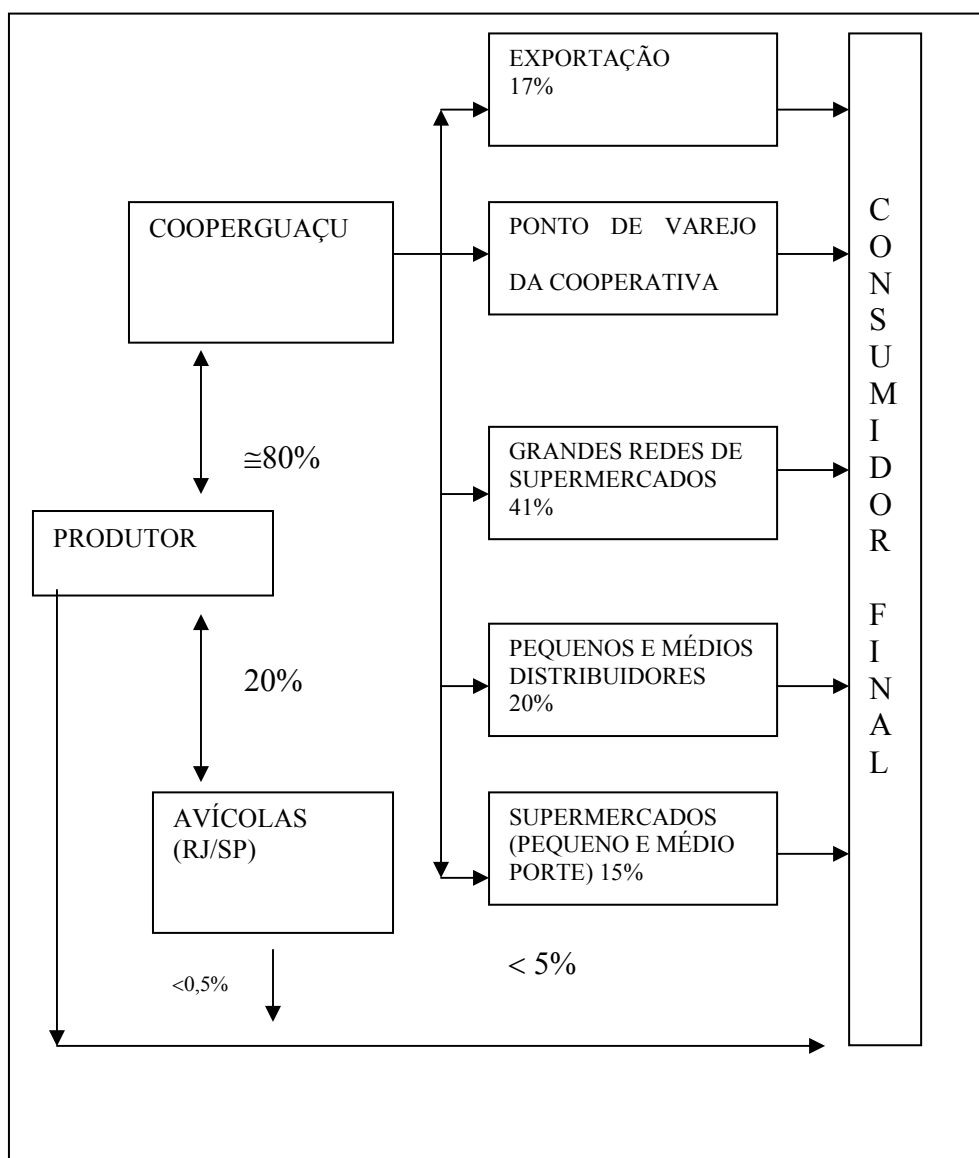 EXPORTAÇÃO
17%
COOPERGUAÇU
PONTO DE VAREJO
DA COOPERATIVA
≅80%
GRANDES REDES DE
SUPERMERCADOS
41%
PRODUTOR
20%
PEQUENOS E MÉDIOS
DISTRIBUIDORES
20%
AVÍCOLAS
(RJ/SP)
SUPERMERCADOS
(PEQUENO E MÉDIO
PORTE) 15%
<0,5%
< 5%
C
O
N
S
U
M
I
D
O
R
F
I
N
A
L